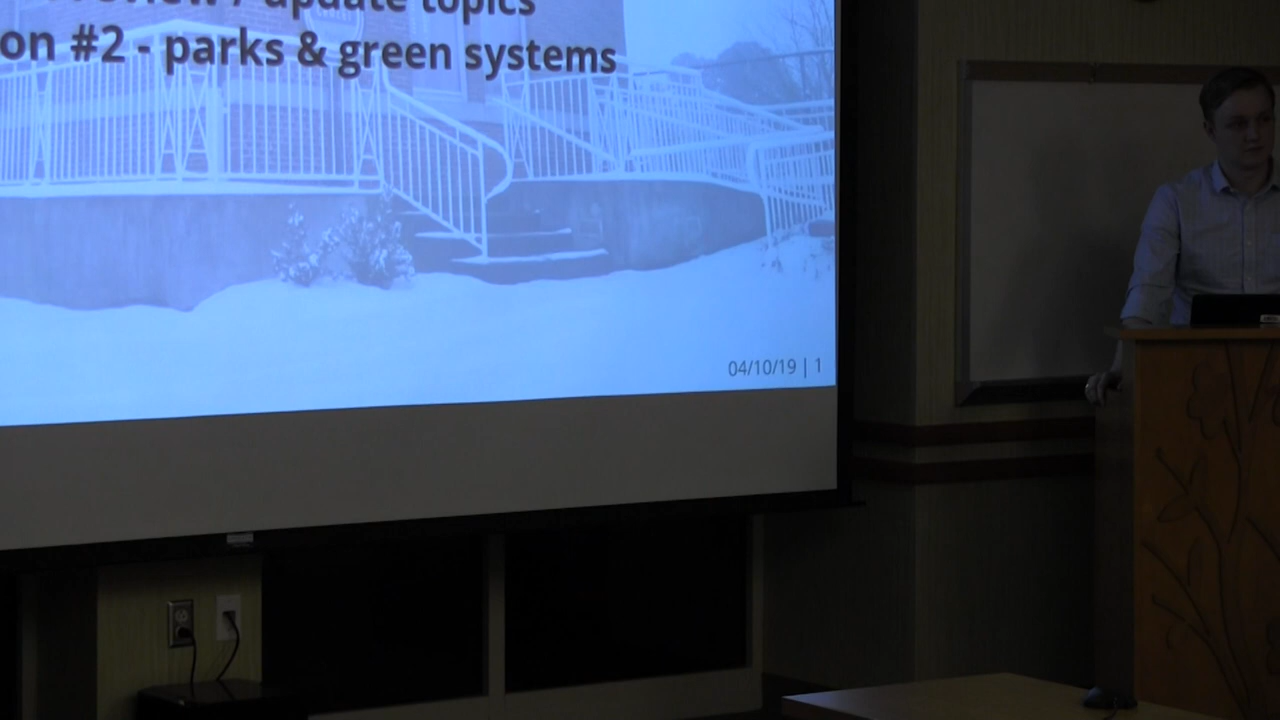 update topics
on #2 - parks & green systems
04/10/19 | 1